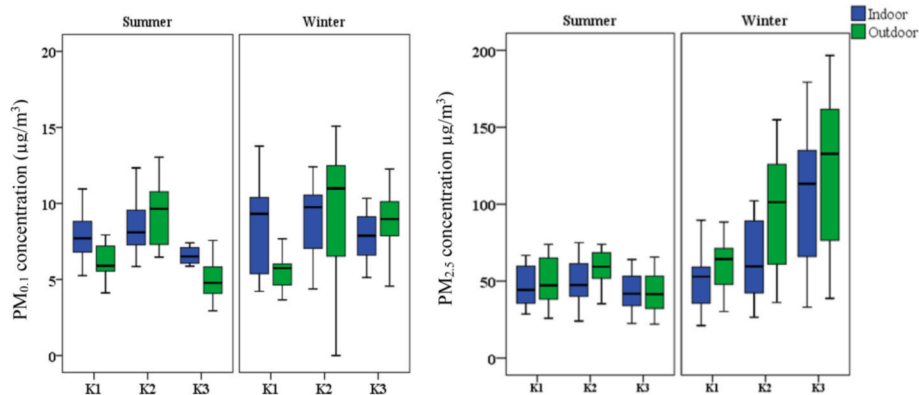 Indoor
Outdoor
Summer
Winter
PM0.1 concentration (µg/m³)
20
15
10
5
0
K1 K2 K3 K1 K2 K3
Summer
Winter
PM2.5 concentration µg/m³)
200
150
100
50
0
K1 K2 K3 K1 K2 K3